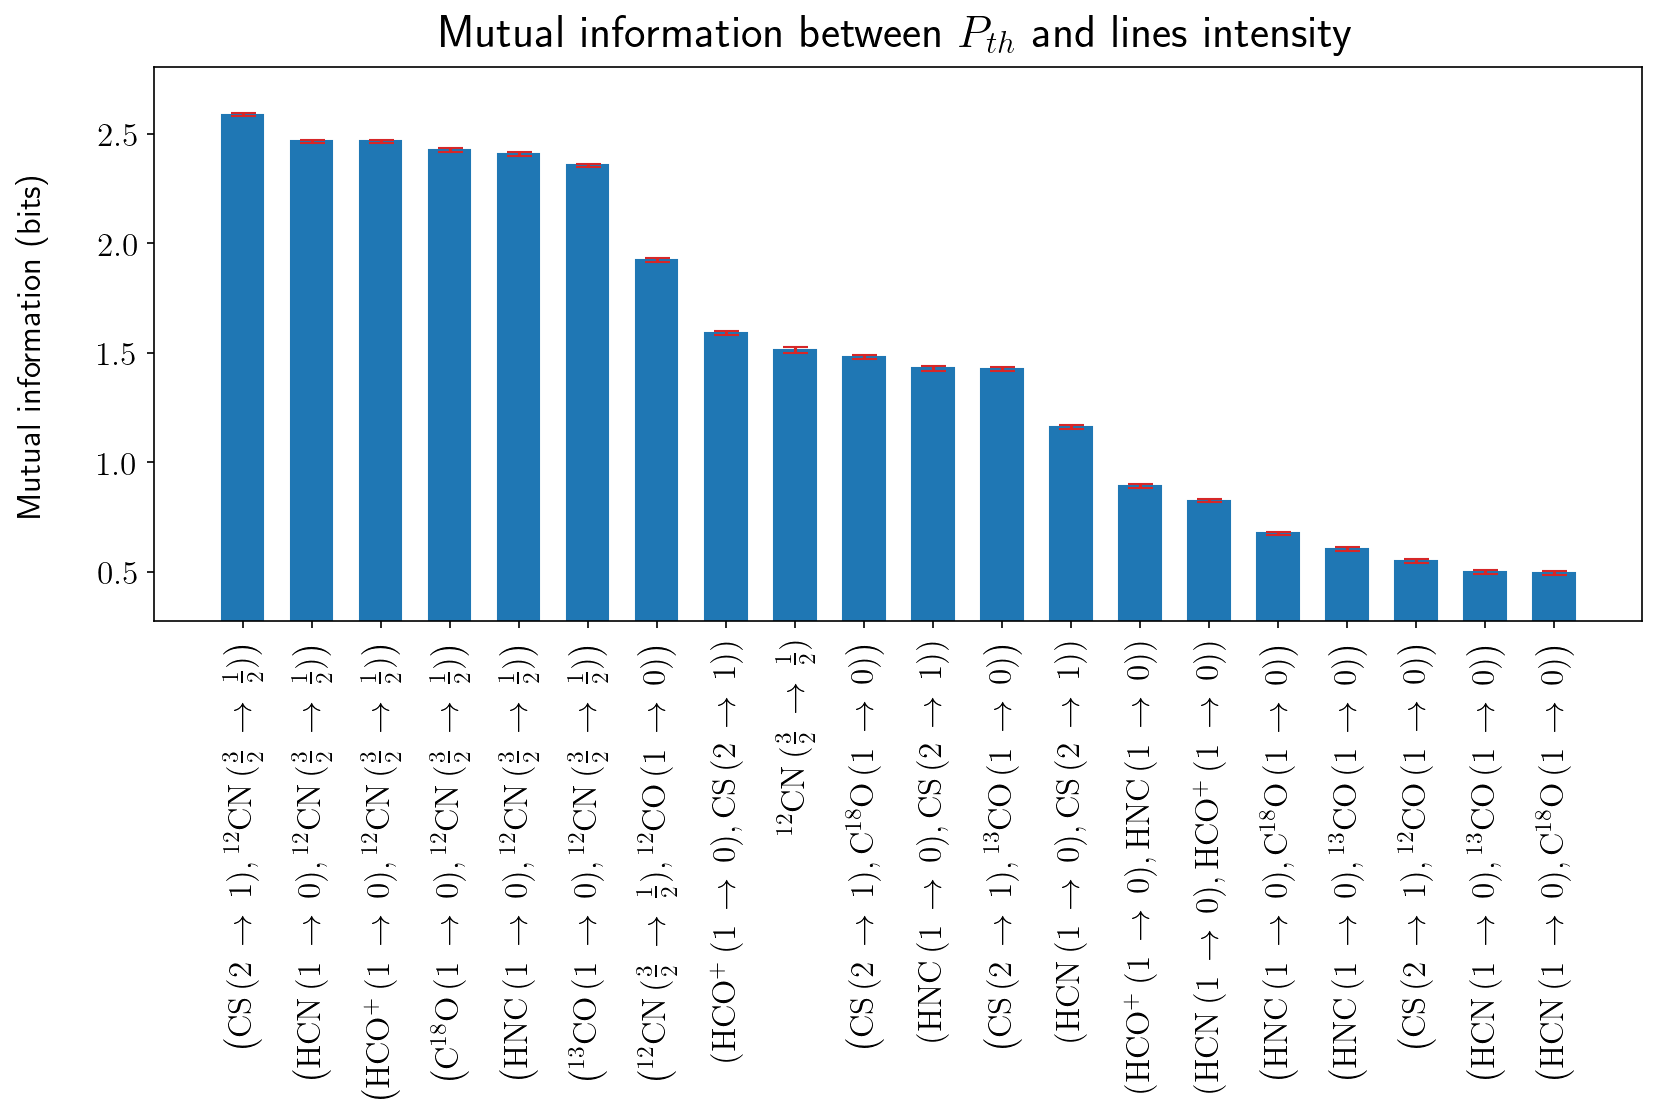 Mutual information between $P_{th}$ and lines intensity
Mutual information (bits)
2.5
2.0
1.5
1.0
0.5
(CS (2 → 1), ¹²CN (3/2 → 1/2))
(HCN (1 → 0), ¹²CN (3/2 → 1/2))
(HCO⁺ (1 → 0), ¹²CN (3/2 → 1/2))
(C¹⁸O (1 → 0), ¹²CN (3/2 → 1/2))
(HNC (1 → 0), ¹²CN (3/2 → 1/2))
(¹³CO (1 → 0), ¹²CN (3/2 → 1/2))
(¹²CN (3/2 → 1/2), ¹²CO (1 → 0))
(HCO⁺ (1 → 0), CS (2 → 1))
¹²CN (3/2 → 1/2)
(CS (2 → 1), C¹⁸O (1 → 0))
(HNC (1 → 0), CS (2 → 1))
(CS (2 → 1), ¹³CO (1 → 0))
(HCN (1 → 0), CS (2 → 1))
(HCO⁺ (1 → 0), HNC (1 → 0))
(HCN (1 → 0), HCO⁺ (1 → 0))
(HNC (1 → 0), C¹⁸O (1 → 0))
(HNC (1 → 0), ¹³CO (1 → 0))
(CS (2 → 1), ¹²CO (1 → 0))
(HCN (1 → 0), ¹³CO (1 → 0))
(HCN (1 → 0), C¹⁸O (1 → 0))